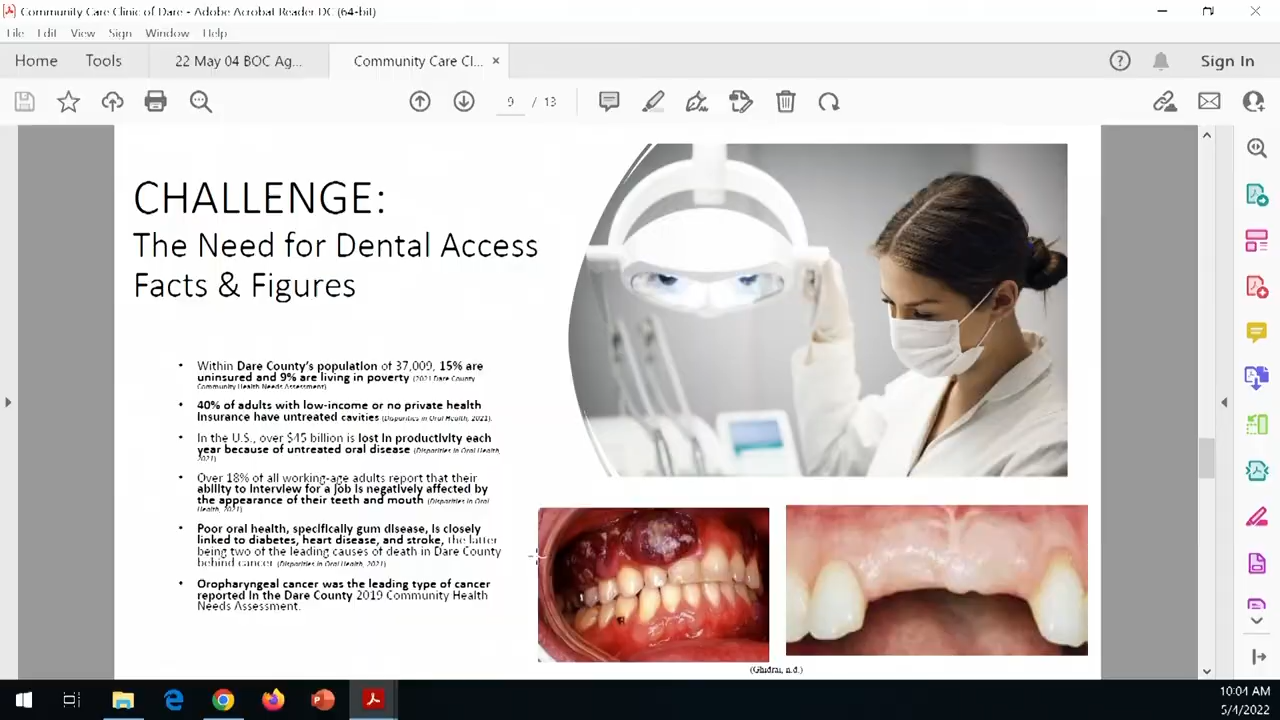 Community Care Clinic of Dare - Adobe Acrobat Reader DC (64-bit)
File Edit View Sign Window Help
Home Tools 22 May 04 BOC Ag... Community Care Cl... × Sign In
9 / 13
CHALLENGE:
The Need for Dental Access
Facts & Figures
• Within Dare County's population of 37,009, 15% are
uninsured and 9% are living in poverty (2021 Dare County
Community Health Needs Assessment)
• 40% of adults with low-income or no private health
insurance have untreated cavities (Disparities in Oral Health, 2021).
• In the U.S., over $45 billion is lost in productivity each
year because of untreated oral disease (Disparities in Oral Health,
2021)
• Over 18% of all working-age adults report that their
ability to interview for a job is negatively affected by
the appearance of their teeth and mouth (Disparities in Oral
Health, 2021)
• Poor oral health, specifically gum disease, is closely
linked to diabetes, heart disease, and stroke, the latter
being two of the leading causes of death in Dare County
behind cancer (Disparities in Oral Health, 2021)
• Oropharyngeal cancer was the leading type of cancer
reported in the Dare County 2019 Community Health
Needs Assessment.
(Ghidrai, n.d.)
10:04 AM
5/4/2022